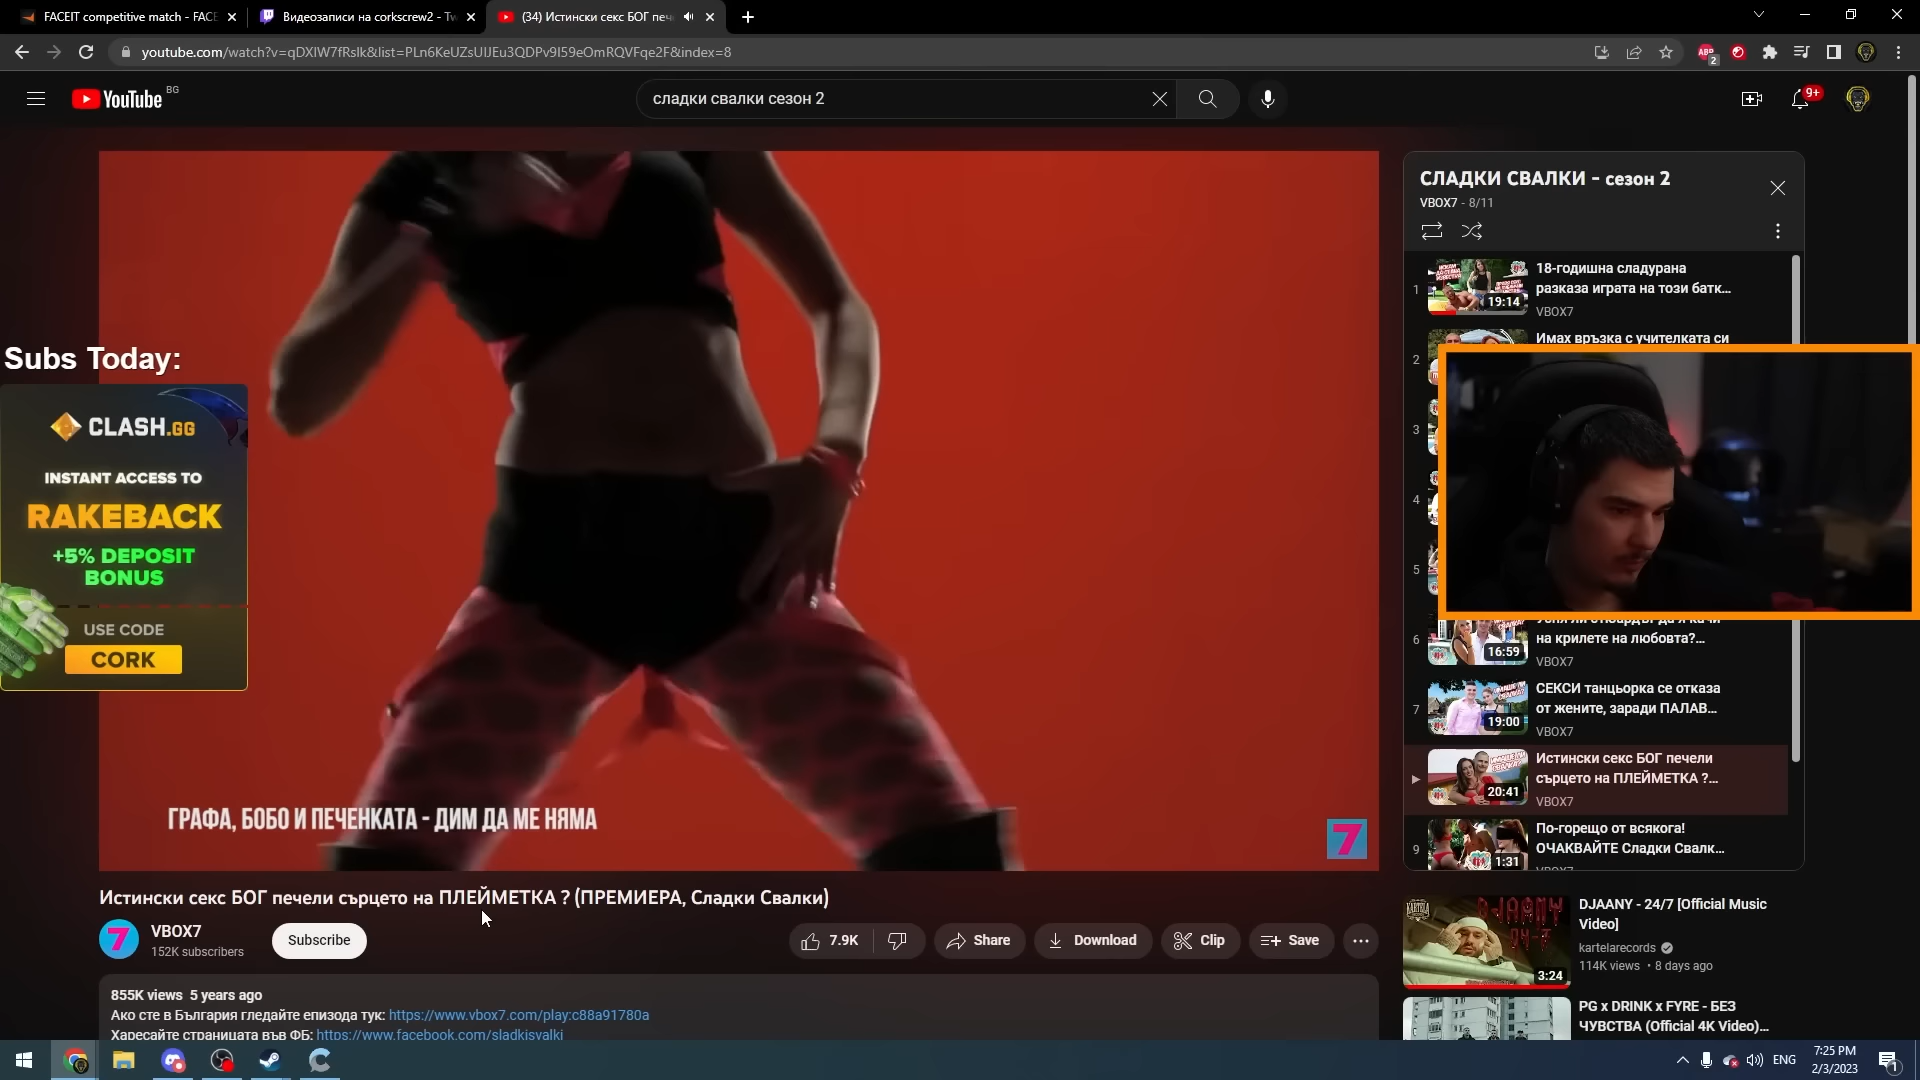 FACEIT competitive match - FACE
Видеозаписи на corkscrew2 - Tw
(34) Истински секс БОГ печ
youtube.com/watch?v=qDXIW7fRsIk&list=PLn6KeUZsUIJEu3QDPv9I59eOmRQVFqe2F&index=8
ABP
2
YouTube BG
сладки свалки сезон 2
9+
Subs Today:
CLASH.GG
INSTANT ACCESS TO
RAKEBACK
+5% DEPOSIT
BONUS
USE CODE
CORK
ГРАФА, БОБО И ПЕЧЕНКАТА - ДИМ ДА МЕ НЯМА
7
Истински секс БОГ печели сърцето на ПЛЕЙМЕТКА ? (ПРЕМИЕРА, Сладки Свалки)
7
VBOX7
152K subscribers
Subscribe
7.9K
Share
Download
Clip
Save
855K views 5 years ago
Ако сте в България гледайте епизода тук: https://www.vbox7.com/play:c88a91780a
Харесайте страницата във ФБ: https://www.facebook.com/sladkisvalki
СЛАДКИ СВАЛКИ - сезон 2
VBOX7 - 8/11
1
19:14
18-годишна сладурана
разказа играта на този батк...
VBOX7
2
Имах връзка с учителката си
3
4
5
6
16:59
на крилете на любовта?...
VBOX7
7
19:00
СЕКСИ танцьорка се отказа
от жените, заради ПАЛАВ...
VBOX7
20:41
Истински секс БОГ печели
сърцето на ПЛЕЙМЕТКА ?...
VBOX7
9
1:31
По-горещо от всякога!
ОЧАКВАЙТЕ Сладки Свалк...
VBOX7
3:24
DJAANY - 24/7 [Official Music
Video]
kartelarecords
114K views • 8 days ago
PG x DRINK x FYRE - БЕЗ
ЧУВСТВА (Official 4K Video)...
ENG
7:25 PM
2/3/2023
1